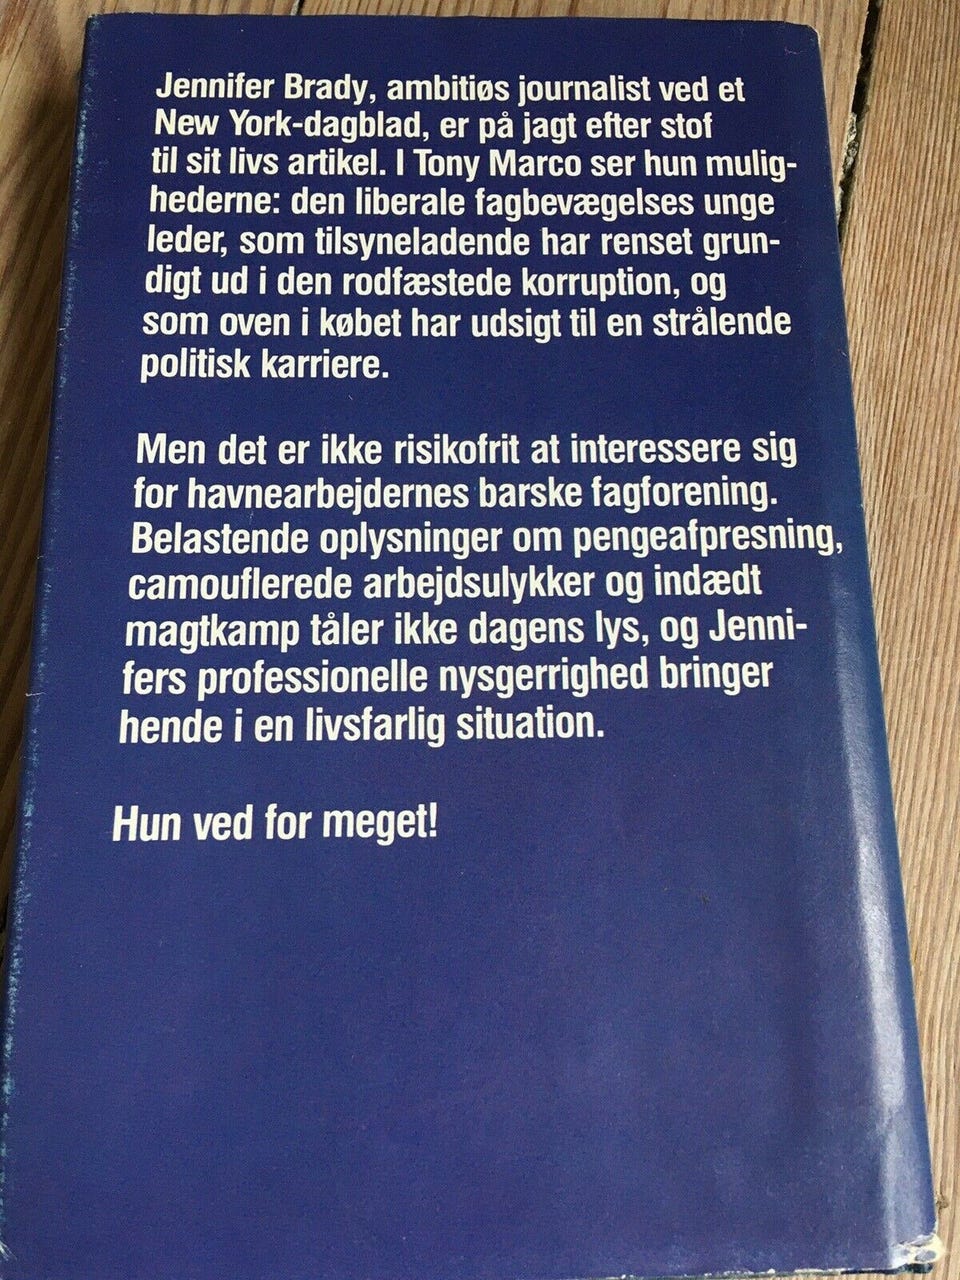 Jennifer Brady, ambitiøs journalist ved et
New York-dagblad, er på jagt efter stof
til sit livs artikel. I Tony Marco ser hun mulig-
hederne: den liberale fagbevægelses unge
leder, som tilsyneladende har renset grun-
digt ud i den rodfæstede korruption, og
som oven i købet har udsigt til en strålende
politisk karriere.
Men det er ikke risikofrit at interessere sig
for havnearbejdernes barske fagforening.
Belastende oplysninger om pengeafpresning,
camouflerede arbejdsulykker og indædt
magtkamp tåler ikke dagens lys, og Jenni-
fers professionelle nysgerrighed bringer
hende i en livsfarlig situation.
Hun ved for meget!